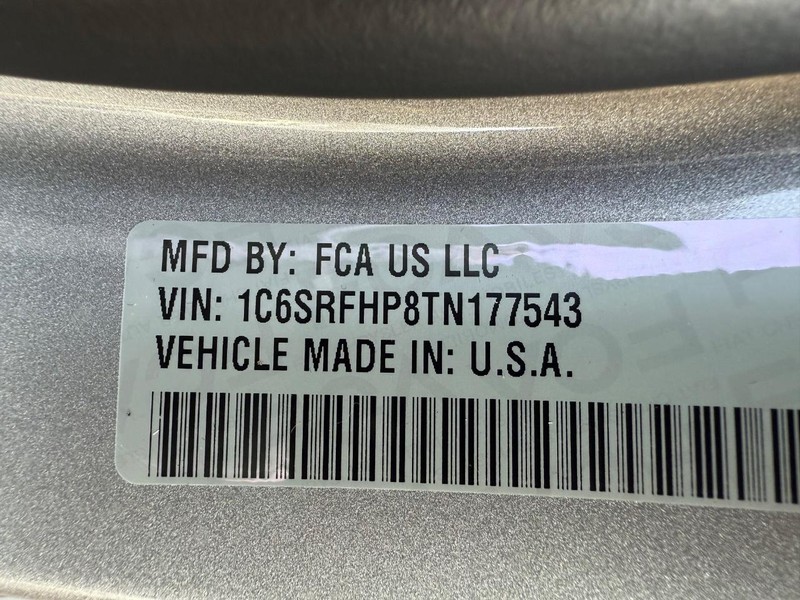 MFD BY: FCA US LLC
VIN: 1C6SRFHP8TN177543
VEHICLE MADE IN: U.S.A.